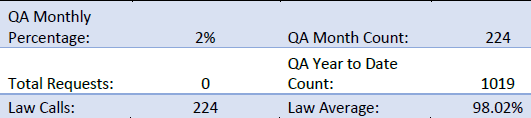 QA Monthly
Percentage: 2% QA Month Count: 224
QA Year to Date
Total Requests: 0 Count: 1019
Law Calls: 224 Law Average: 98.02%